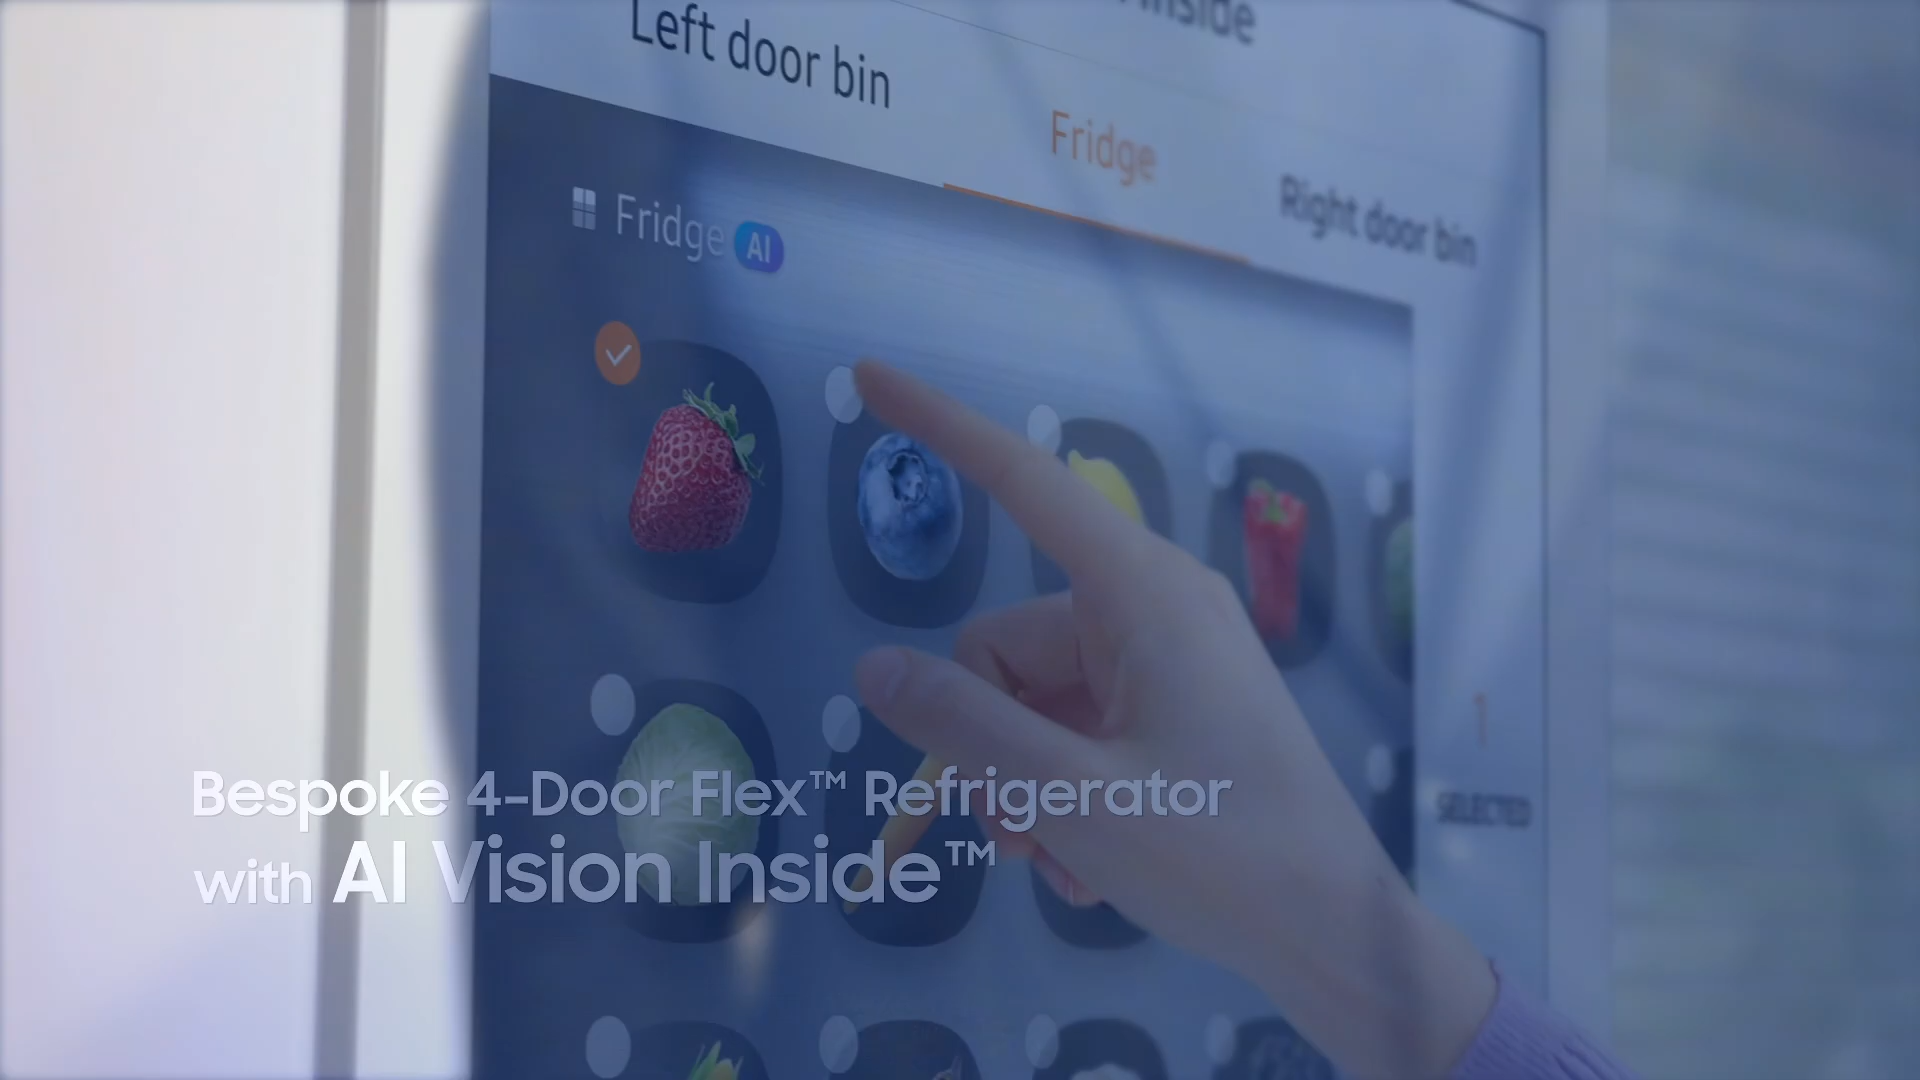 Inside
Left door bin
Fridge
Right door bin
Fridge AI
1
SELECTED
Bespoke 4-Door Flex™ Refrigerator
with AI Vision Inside™